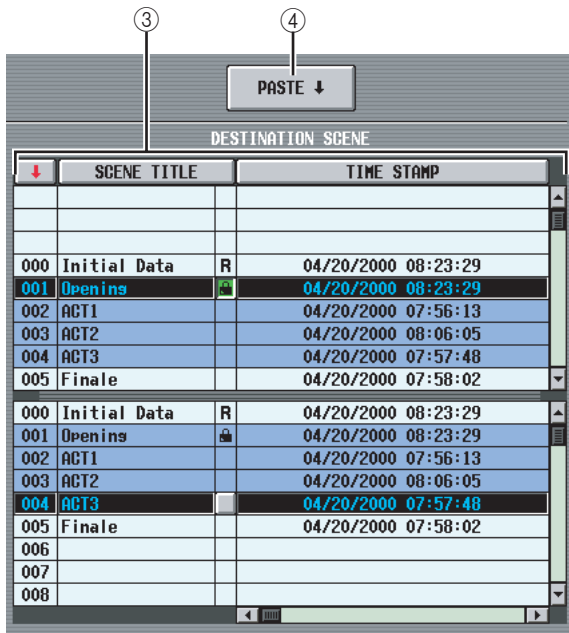 ③ ④
PASTE ↓
DESTINATION SCENE
↓ SCENE TITLE TIME STAMP
000 Initial Data R 04/20/2000 08:23:29
001 Opening 04/20/2000 08:23:29
002 ACT1 04/20/2000 07:56:13
003 ACT2 04/20/2000 08:06:05
004 ACT3 04/20/2000 07:57:48
005 Finale 04/20/2000 07:58:02
000 Initial Data R 04/20/2000 08:23:29
001 Opening 04/20/2000 08:23:29
002 ACT1 04/20/2000 07:56:13
003 ACT2 04/20/2000 08:06:05
004 ACT3 04/20/2000 07:57:48
005 Finale 04/20/2000 07:58:02
006
007
008